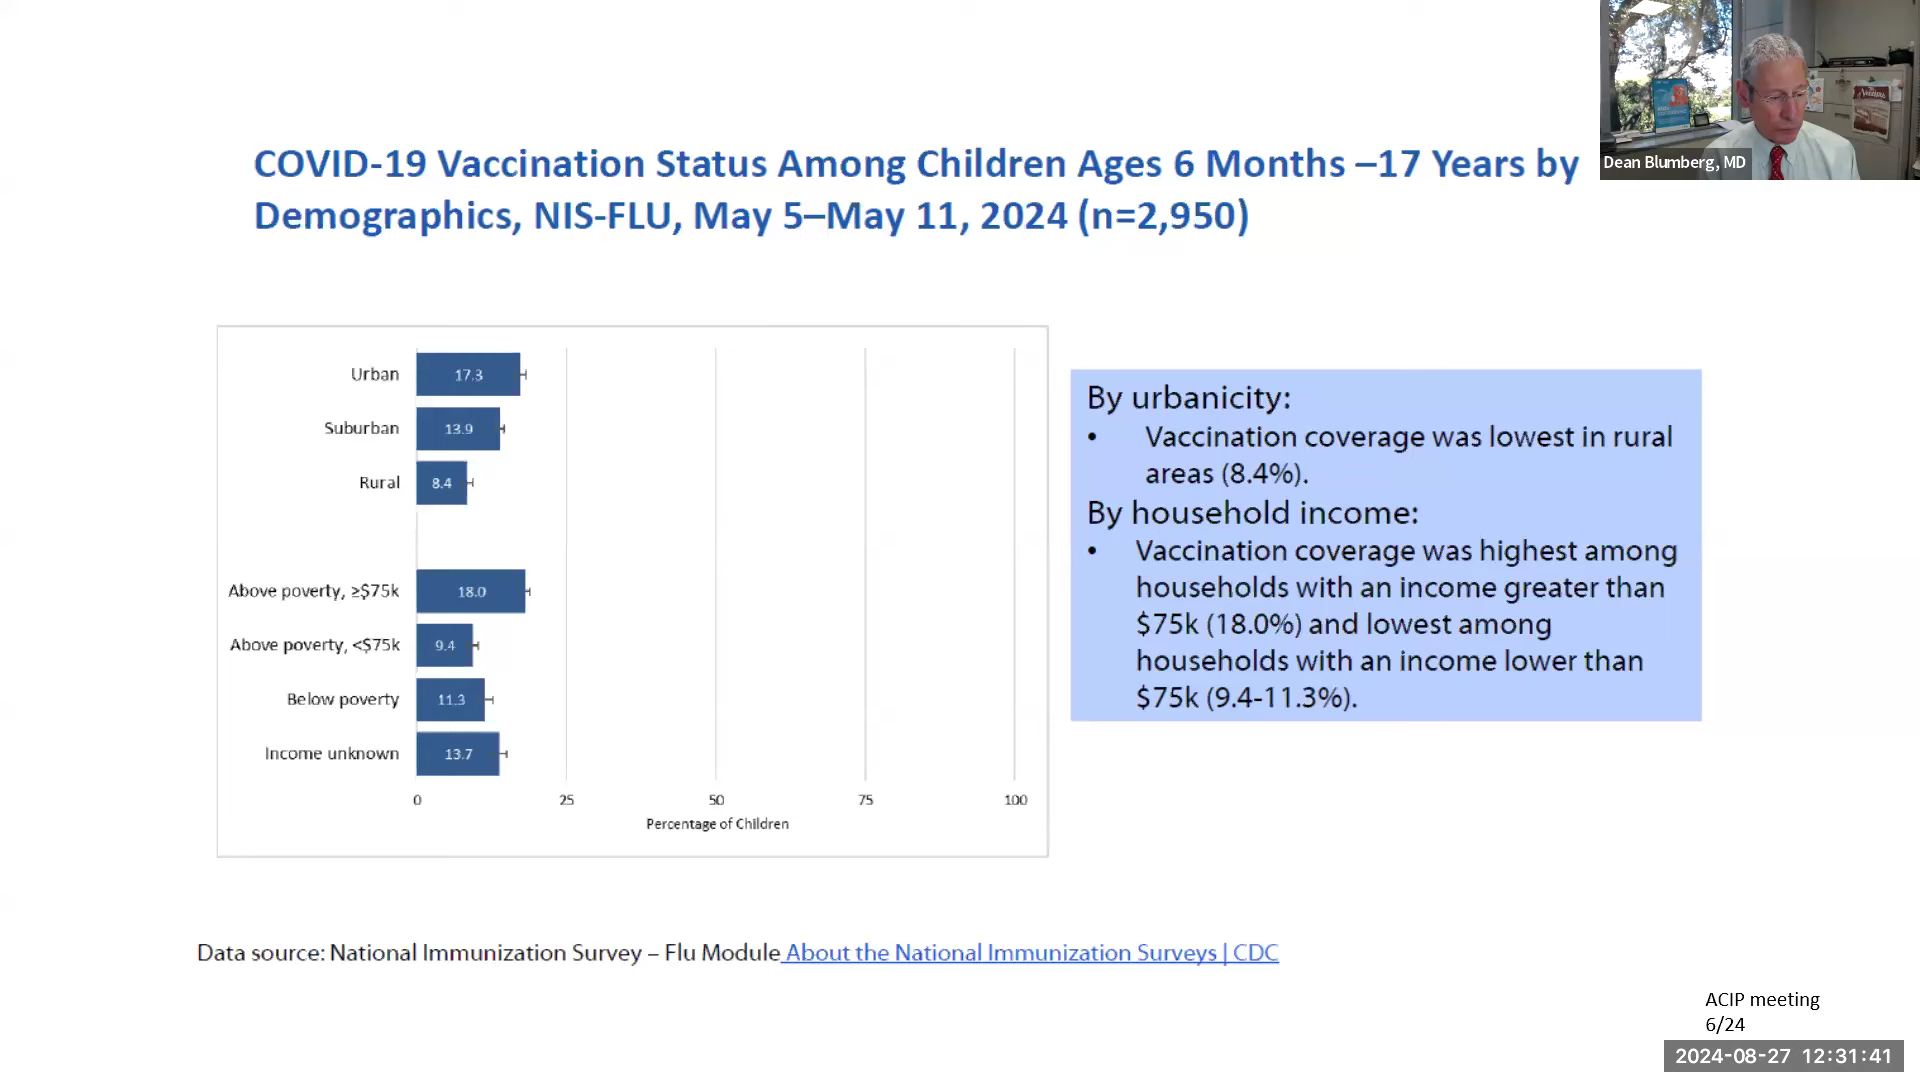 COVID-19 Vaccination Status Among Children Ages 6 Months –17 Years by
Demographics, NIS-FLU, May 5–May 11, 2024 (n=2,950)
Dean Blumberg, MD
Urban
17.3
Suburban
13.9
Rural
8.4
Above poverty, ≥$75k
18.0
Above poverty, <$75k
9.4
Below poverty
11.3
Income unknown
13.7
0 25 50 75 100
Percentage of Children
By urbanicity:
• Vaccination coverage was lowest in rural
areas (8.4%).
By household income:
• Vaccination coverage was highest among
households with an income greater than
$75k (18.0%) and lowest among
households with an income lower than
$75k (9.4-11.3%).
Data source: National Immunization Survey – Flu Module About the National Immunization Surveys | CDC
ACIP meeting
6/24
2024-08-27 12:31:41